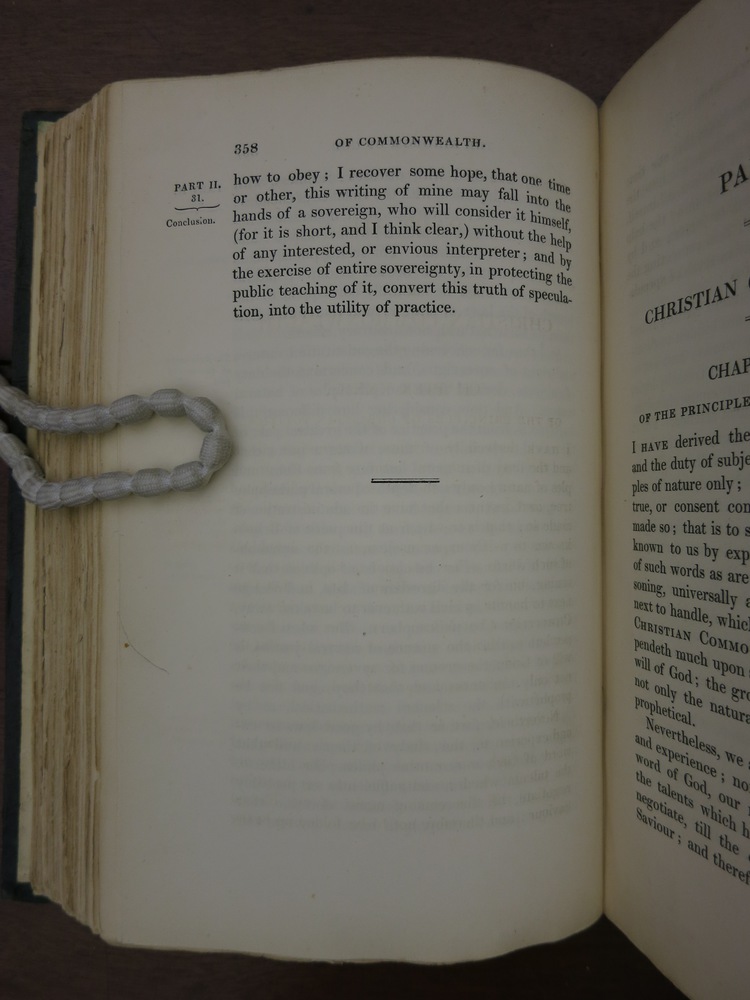 358 OF COMMONWEALTH.
PART II.
31.
Conclusion.
how to obey ; I recover some hope, that one time
or other, this writing of mine may fall into the
hands of a sovereign, who will consider it himself,
(for it is short, and I think clear,) without the help
of any interested, or envious interpreter ; and by
the exercise of entire sovereignty, in protecting the
public teaching of it, convert this truth of specula-
tion, into the utility of practice.
PA
CHRISTIAN
CHAP
OF THE PRINCIPLE
I HAVE derived the
and the duty of subje
ples of nature only ;
true, or consent con
made so ; that is to s
known to us by exp
of such words as are
soning, universally a
next to handle, whic
CHRISTIAN COMMO
pendeth much upon
will of God ; the gro
not only the natura
prophetical.
Nevertheless, we
and experience ; no
word of God, our
the talents which h
negotiate, till the
Saviour ; and theref